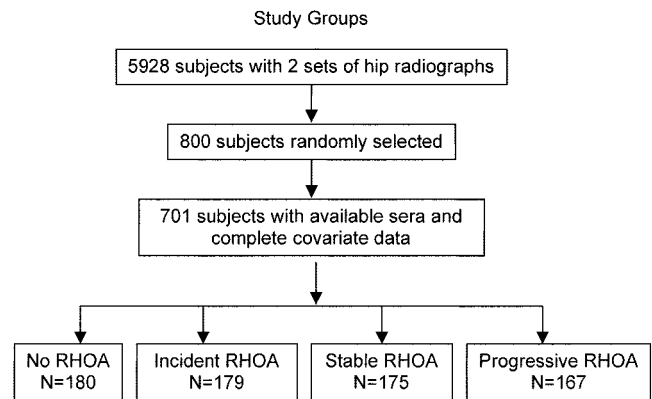 Study Groups
5928 subjects with 2 sets of hip radiographs
800 subjects randomly selected
701 subjects with available sera and
complete covariate data
No RHOA
N=180
Incident RHOA
N=179
Stable RHOA
N=175
Progressive RHOA
N=167